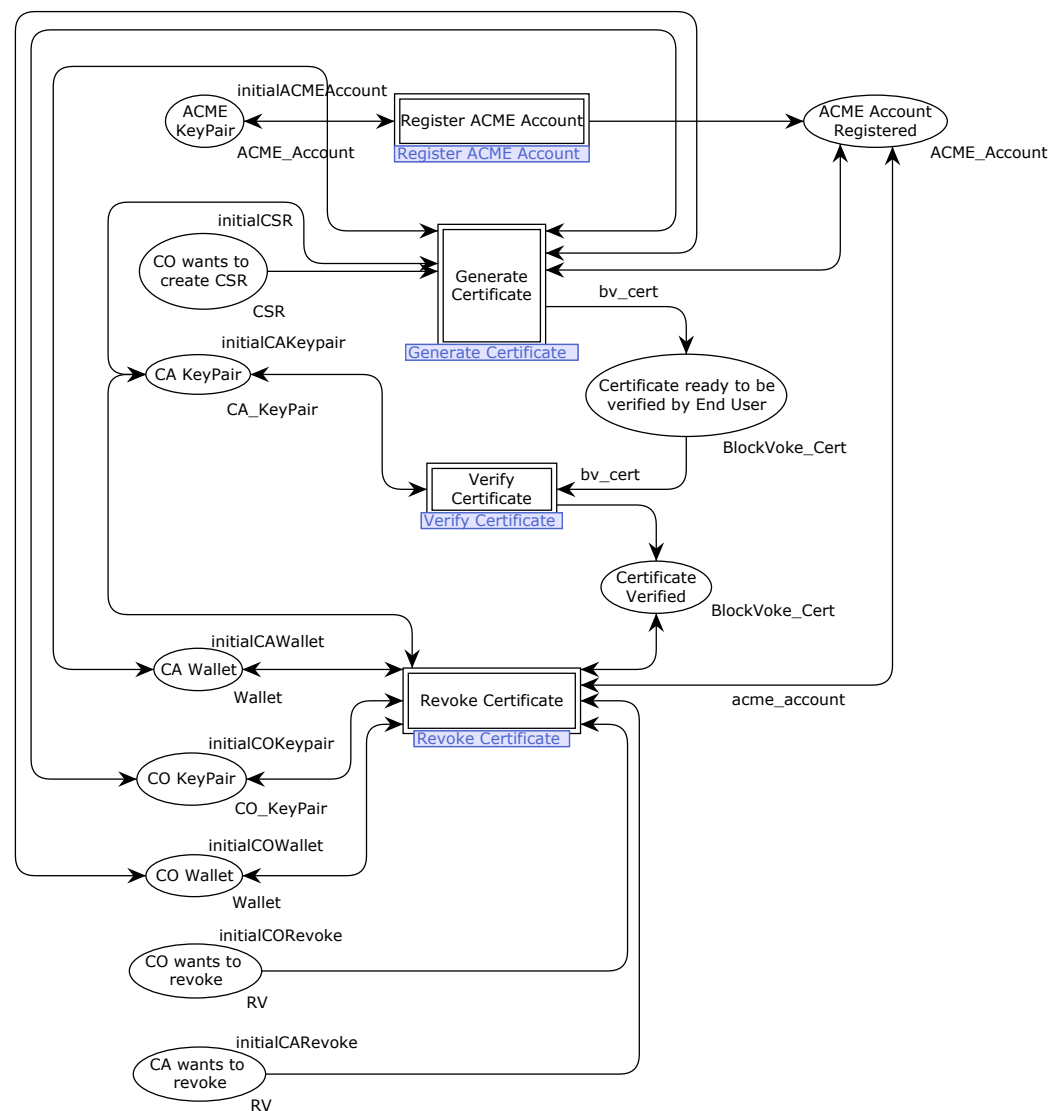 initialACMEAccount
ACME
KeyPair
ACME_Account
Register ACME Account
Register ACME Account
ACME Account
Registered
ACME_Account
initialCSR
CO wants to
create CSR
CSR
Generate
Certificate
Generate Certificate
bv_cert
initialCAKeypair
CA KeyPair
CA_KeyPair
Certificate ready to be
verified by End User
BlockVoke_Cert
Verify
Certificate
Verify Certificate
bv_cert
Certificate
Verified
BlockVoke_Cert
initialCAWallet
CA Wallet
Wallet
Revoke Certificate
Revoke Certificate
acme_account
initialCOKeypair
CO KeyPair
CO_KeyPair
initialCOWallet
CO Wallet
Wallet
initialCORevoke
CO wants to
revoke
RV
initialCARevoke
CA wants to
revoke
RV